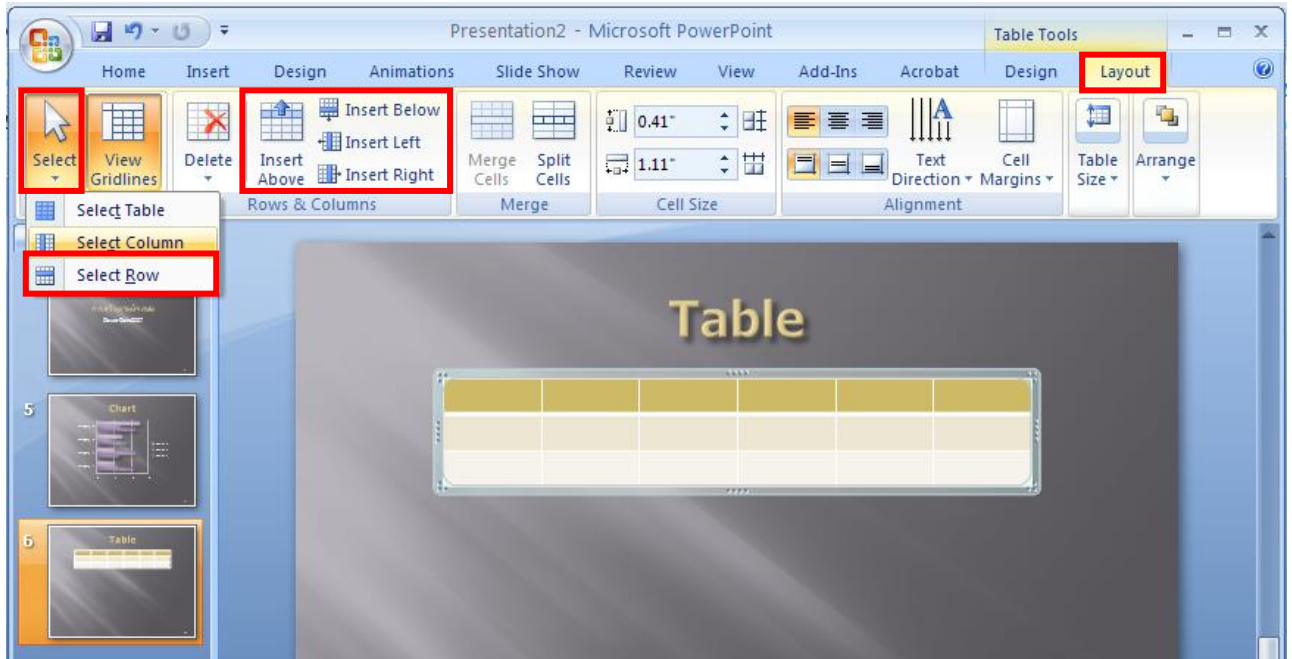 Presentation2 - Microsoft PowerPoint
Table Tools
Home Insert Design Animations Slide Show Review View Add-Ins Acrobat Design Layout
Select
View Gridlines
Delete
Insert Above
Insert Below
Insert Left
Insert Right
Merge Cells
Split Cells
0.41"
1.11"
Text Direction
Cell Margins
Table Size
Arrange
Rows & Columns
Merge
Cell Size
Alignment
Select Table
Select Column
Select Row
Table
5
Chart
6
Table